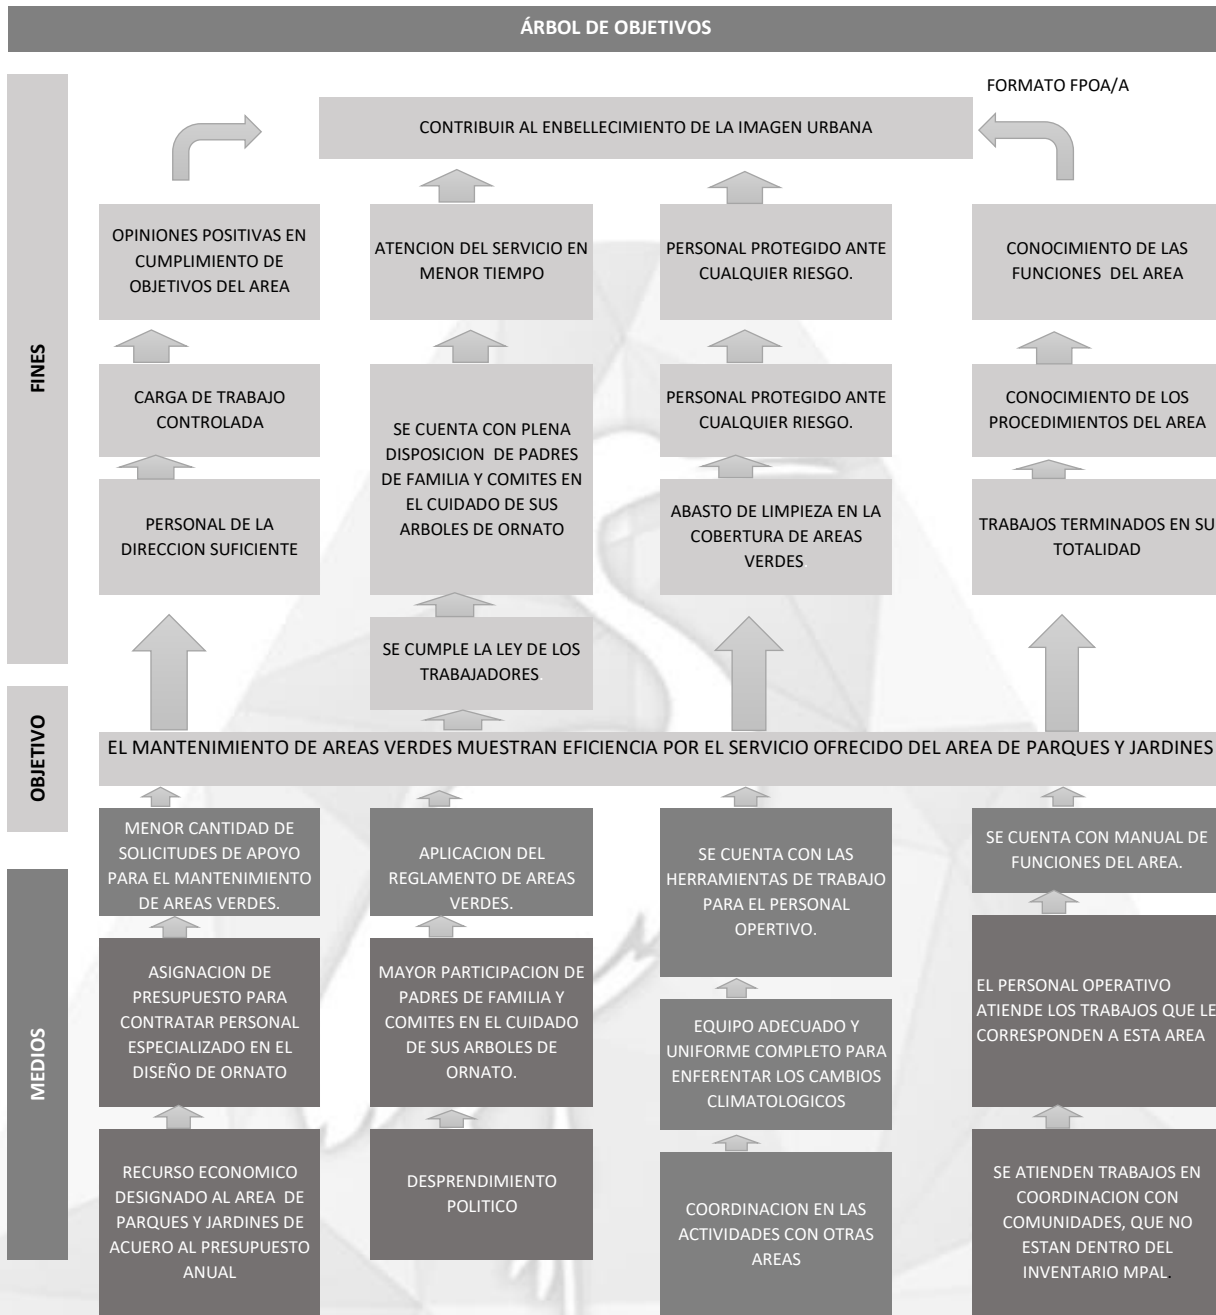 ÁRBOL DE OBJETIVOS
FORMATO FPOA/A
CONTRIBUIR AL ENBELLECIMIENTO DE LA IMAGEN URBANA
FINES
OPINIONES POSITIVAS EN
CUMPLIMIENTO DE
OBJETIVOS DEL AREA
ATENCION DEL SERVICIO EN
MENOR TIEMPO
PERSONAL PROTEGIDO ANTE
CUALQUIER RIESGO.
CONOCIMIENTO DE LAS
FUNCIONES DEL AREA
CARGA DE TRABAJO
CONTROLADA
SE CUENTA CON PLENA
DISPOSICION DE PADRES
DE FAMILIA Y COMITES EN
EL CUIDADO DE SUS
ARBOLES DE ORNATO
PERSONAL PROTEGIDO ANTE
CUALQUIER RIESGO.
CONOCIMIENTO DE LOS
PROCEDIMIENTOS DEL AREA
PERSONAL DE LA
DIRECCION SUFICIENTE
ABASTO DE LIMPIEZA EN LA
COBERTURA DE AREAS
VERDES.
TRABAJOS TERMINADOS EN SU
TOTALIDAD
SE CUMPLE LA LEY DE LOS
TRABAJADORES.
OBJETIVO
EL MANTENIMIENTO DE AREAS VERDES MUESTRAN EFICIENCIA POR EL SERVICIO OFRECIDO DEL AREA DE PARQUES Y JARDINES
MEDIOS
MENOR CANTIDAD DE
SOLICITUDES DE APOYO
PARA EL MANTENIMIENTO
DE AREAS VERDES.
APLICACION DEL
REGLAMENTO DE AREAS
VERDES.
SE CUENTA CON LAS
HERRAMIENTAS DE TRABAJO
PARA EL PERSONAL
OPERTIVO.
SE CUENTA CON MANUAL DE
FUNCIONES DEL AREA.
ASIGNACION DE
PRESUPUESTO PARA
CONTRATAR PERSONAL
ESPECIALIZADO EN EL
DISEÑO DE ORNATO
MAYOR PARTICIPACION DE
PADRES DE FAMILIA Y
COMITES EN EL CUIDADO
DE SUS ARBOLES DE
ORNATO.
EQUIPO ADECUADO Y
UNIFORME COMPLETO PARA
ENFERENTAR LOS CAMBIOS
CLIMATOLOGICOS
EL PERSONAL OPERATIVO
ATIENDE LOS TRABAJOS QUE LE
CORRESPONDEN A ESTA AREA
RECURSO ECONOMICO
DESIGNADO AL AREA DE
PARQUES Y JARDINES DE
ACUERO AL PRESUPUESTO
ANUAL
DESPRENDIMIENTO
POLITICO
COORDINACION EN LAS
ACTIVIDADES CON OTRAS
AREAS
SE ATIENDEN TRABAJOS EN
COORDINACION CON
COMUNIDADES, QUE NO
ESTAN DENTRO DEL
INVENTARIO MPAL.